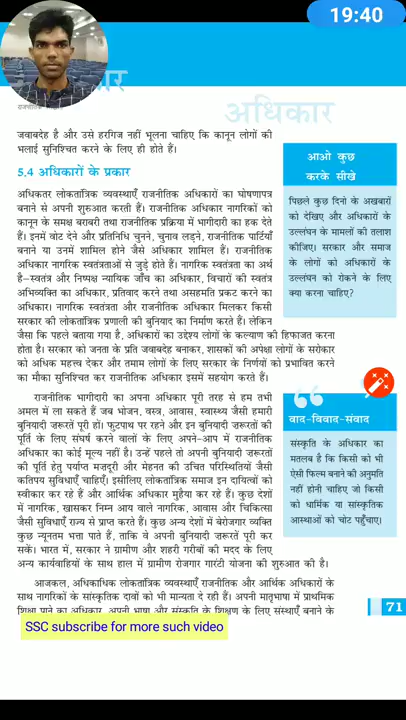 19:40
कार
अधिकार
जवाबदेह है और उसे हरगिज नहीं भूलना चाहिए कि कानून लोगों की
भलाई सुनिश्चित करने के लिए ही होते हैं।
5.4 अधिकारों के प्रकार
अधिकतर लोकतांत्रिक व्यवस्थाएँ राजनीतिक अधिकारों का घोषणापत्र
बनाने से अपनी शुरुआत करती हैं। राजनीतिक अधिकार नागरिकों को
कानून के समक्ष बराबरी तथा राजनीतिक प्रक्रिया में भागीदारी का हक देते
हैं। इनमें वोट देने और प्रतिनिधि चुनने, चुनाव लड़ने, राजनीतिक पार्टियाँ
बनाने या उनमें शामिल होने जैसे अधिकार शामिल हैं। राजनीतिक
अधिकार नागरिक स्वतंत्रताओं से जुड़े होते हैं। नागरिक स्वतंत्रता का अर्थ
है–स्वतंत्र और निष्पक्ष न्यायिक जाँच का अधिकार, विचारों की स्वतंत्र
अभिव्यक्ति का अधिकार, प्रतिवाद करने तथा असहमति प्रकट करने का
अधिकार। नागरिक स्वतंत्रता और राजनीतिक अधिकार मिलकर किसी
सरकार की लोकतांत्रिक प्रणाली की बुनियाद का निर्माण करते हैं। लेकिन
जैसा कि पहले बताया गया है, अधिकारों का उद्देश्य लोगों के कल्याण की हिफाजत करना
होता है। सरकार को जनता के प्रति जवाबदेह बनाकर, शासकों की अपेक्षा लोगों के सरोकार
को अधिक महत्त्व देकर और तमाम लोगों के लिए सरकार के निर्णयों को प्रभावित करने
का मौका सुनिश्चित कर राजनीतिक अधिकार इसमें सहयोग करते हैं।
राजनीतिक भागीदारी का अपना अधिकार पूरी तरह से हम तभी
अमल में ला सकते हैं जब भोजन, वस्त्र, आवास, स्वास्थ्य जैसी हमारी
बुनियादी जरूरतें पूरी हों। फुटपाथ पर रहने और इन बुनियादी जरूरतों की
पूर्ति के लिए संघर्ष करने वालों के लिए अपने-आप में राजनीतिक
अधिकार का कोई मूल्य नहीं है। उन्हें पहले तो अपनी बुनियादी जरूरतों
की पूर्ति हेतु पर्याप्त मजदूरी और मेहनत की उचित परिस्थितियों जैसी
कतिपय सुविधाएँ चाहिएँ। इसीलिए लोकतांत्रिक समाज इन दायित्वों को
स्वीकार कर रहे हैं और आर्थिक अधिकार मुहैया कर रहे हैं। कुछ देशों
में नागरिक, खासकर निम्न आय वाले नागरिक, आवास और चिकित्सा
जैसी सुविधाएँ राज्य से प्राप्त करते हैं। कुछ अन्य देशों में बेरोजगार व्यक्ति
कुछ न्यूनतम भत्ता पाते हैं, ताकि वे अपनी बुनियादी जरूरतें पूरी कर
सकें। भारत में, सरकार ने ग्रामीण और शहरी गरीबों की मदद के लिए
अन्य कार्यवाहियों के साथ हाल में ग्रामीण रोजगार गारंटी योजना की शुरुआत की है।
आजकल, अधिकाधिक लोकतांत्रिक व्यवस्थाएँ राजनीतिक और आर्थिक अधिकारों के
साथ नागरिकों के सांस्कृतिक दावों को भी मान्यता दे रही हैं। अपनी मातृभाषा में प्राथमिक
शिक्षा पाने का अधिकार, अपनी भाषा और संस्कृति के शिक्षण के लिए संस्थाएँ बनाने के
आओ कुछ
करके सीखें
पिछले कुछ दिनों के अखबारों
को देखिए और अधिकारों के
उल्लंघन के मामलों की तलाश
कीजिए। सरकार और समाज
के लोगों को अधिकारों के
उल्लंघन को रोकने के लिए
क्या करना चाहिए?
वाद-विवाद-संवाद
संस्कृति के अधिकार का
मतलब है कि किसी को भी
ऐसी फिल्म बनाने की अनुमति
नहीं होनी चाहिए जो किसी
को धार्मिक या सांस्कृतिक
आस्थाओं को चोट पहुँचाए।
71
SSC subscribe for more such video